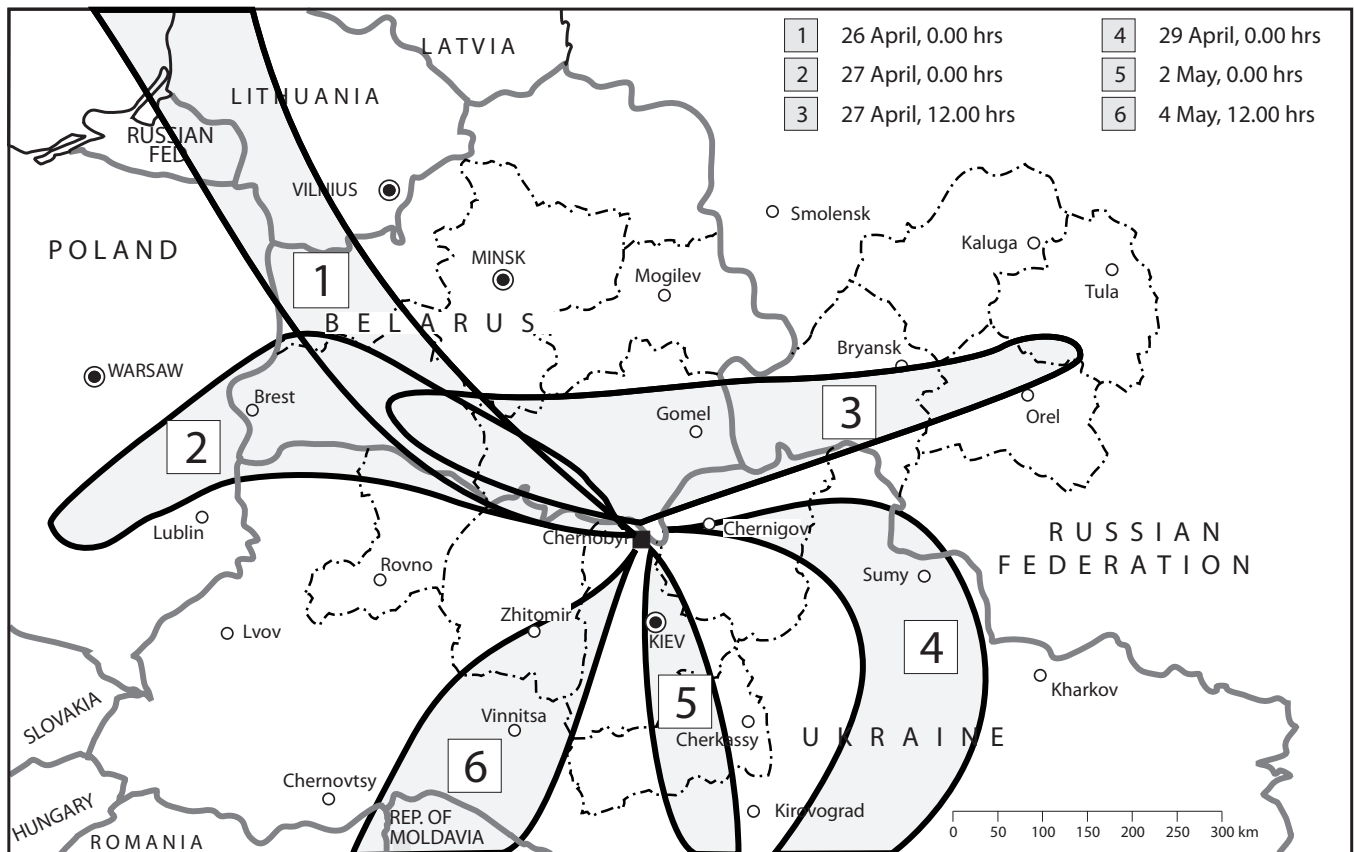 LATVIA
1 26 April, 0.00 hrs
4 29 April, 0.00 hrs
2 27 April, 0.00 hrs
5 2 May, 0.00 hrs
3 27 April, 12.00 hrs
6 4 May, 12.00 hrs
LITHUANIA
RUSSIAN
FED
VILNIUS
Smolensk
POLAND
Kaluga
MINSK
1
Mogilev
Tula
BELARUS
Bryansk
WARSAW
Brest
Gomel
3
Orel
2
Lublin
Chernobyl
Chernigov
RUSSIAN
FEDERATION
Rovno
Sumy
Zhitomir
Lvov
KIEV
4
Kharkov
SLOVAKIA
5
Vinnitsa
Cherkassy
UKRAINE
6
Chernovtsy
HUNGARY
REP. OF
MOLDAVIA
Kirovograd
ROMANIA
0 50 100 150 200 250 300 km